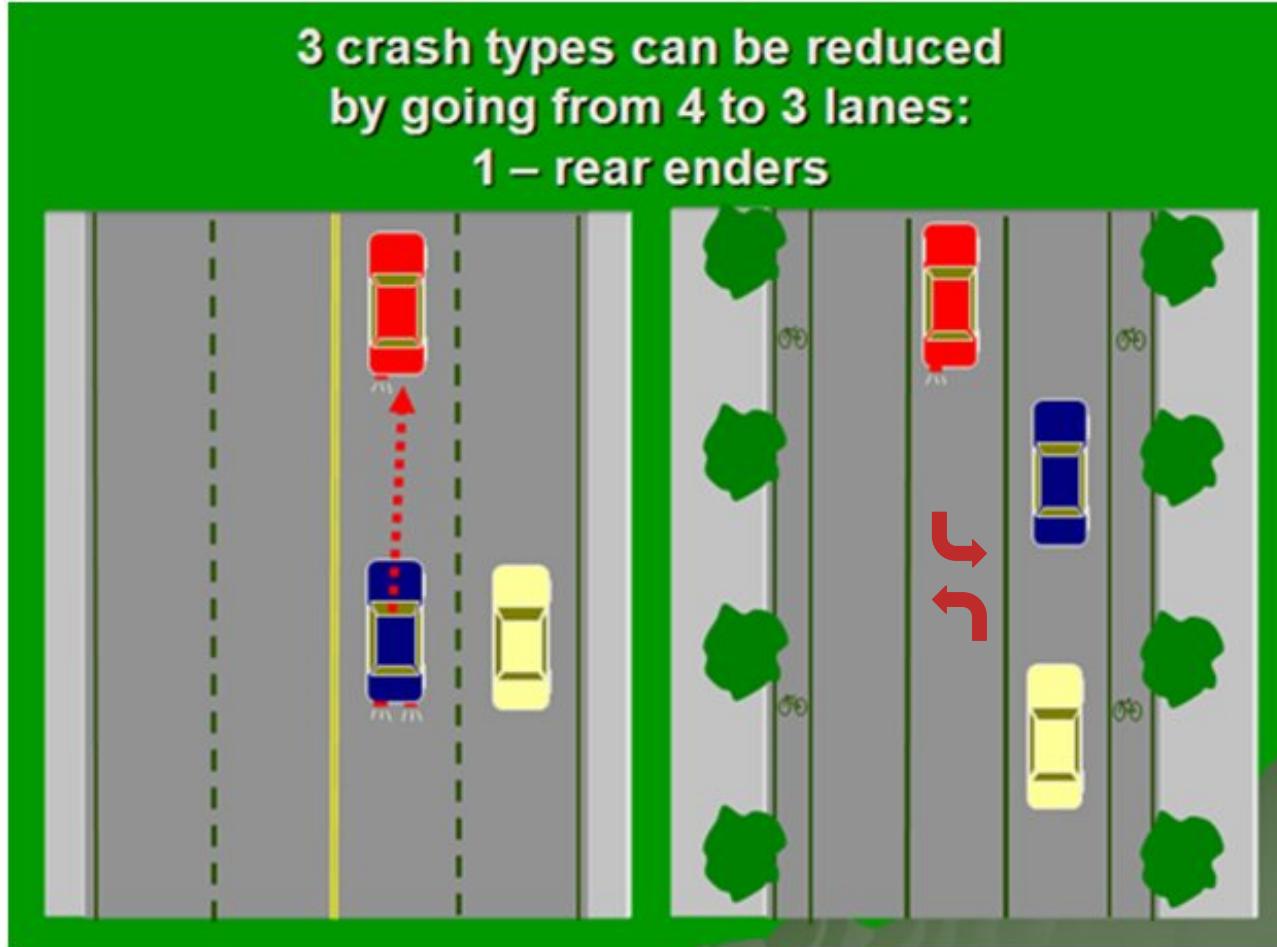 3 crash types can be reduced
by going from 4 to 3 lanes:
1 – rear enders